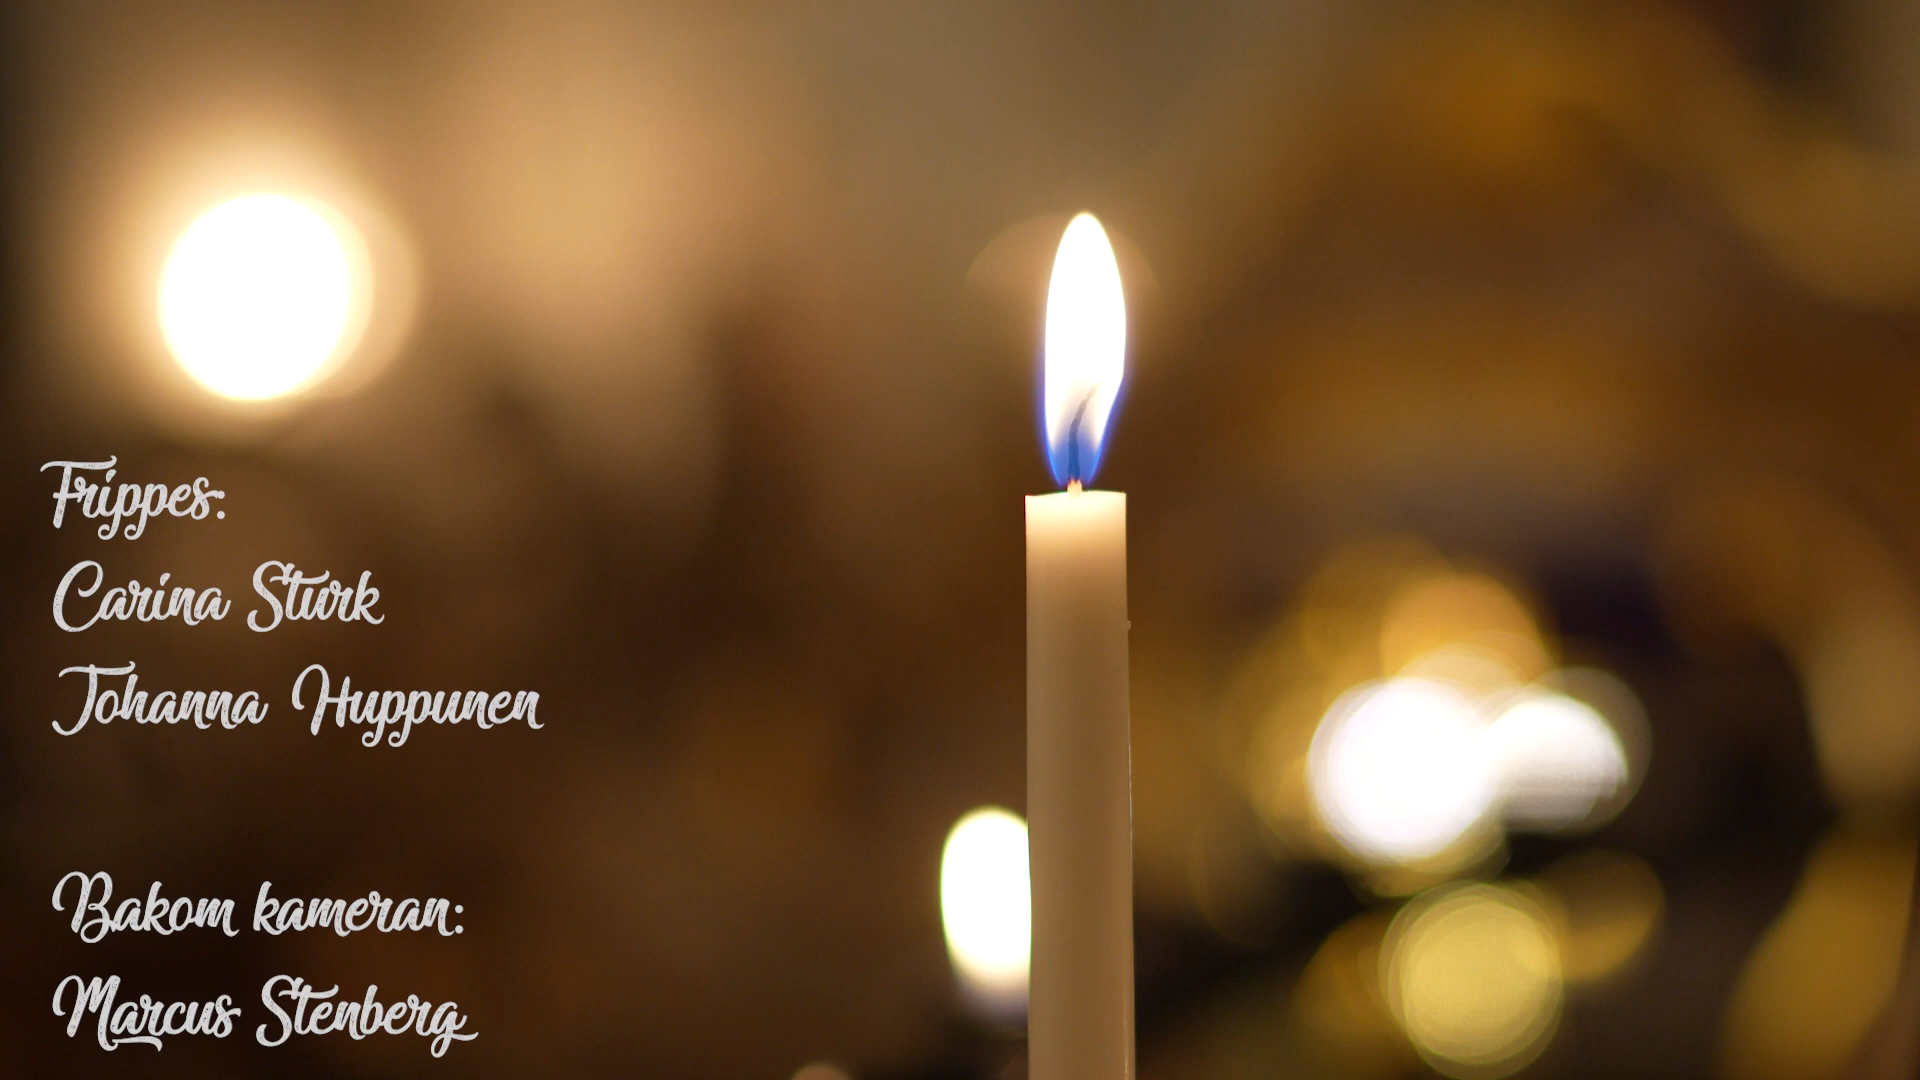 Frippes:
Carina Sturk
Johanna Huppunen
Bakom kameran:
Marcus Stenberg